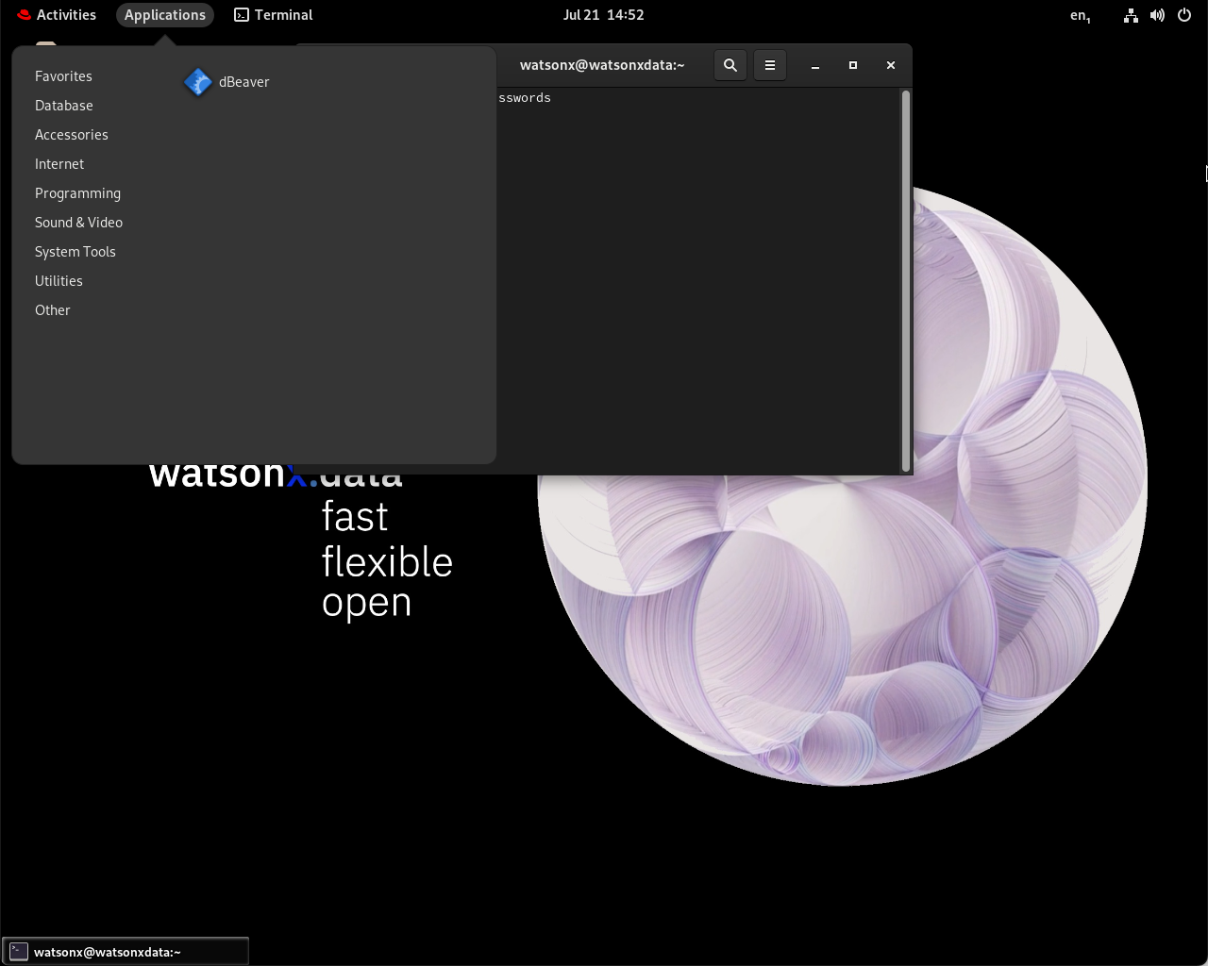 Activities Applications Terminal Jul 21 14:52 en₁
watsonx@watsonxdata:~
Favorites
Database
Accessories
Internet
Programming
Sound & Video
System Tools
Utilities
Other
dBeaver
sswords
watsonx.data
fast
flexible
open
watsonx@watsonxdata:~